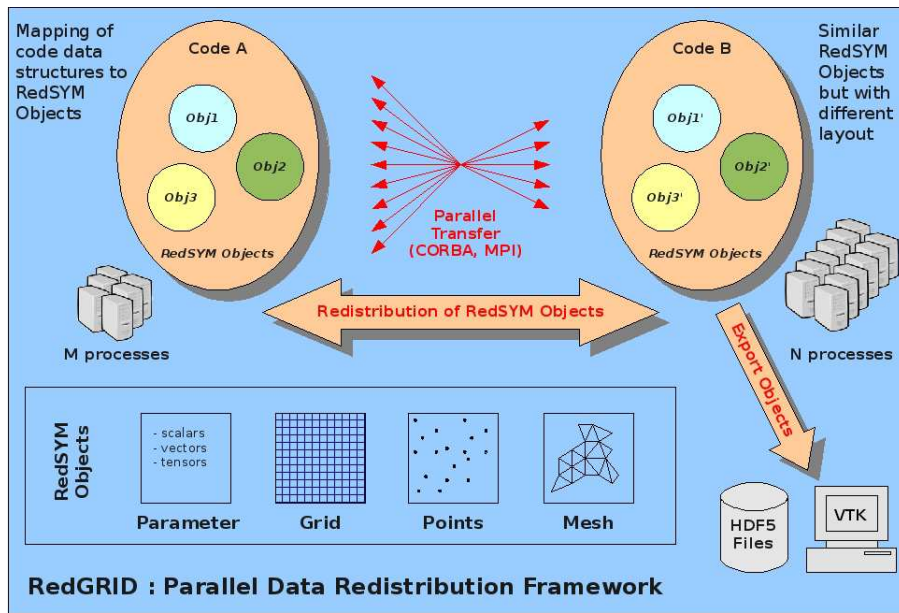 Mapping of
code data
structures to
RedSYM
Objects
Code A
Obj1
Obj2
Obj3
RedSYM Objects
M processes
Parallel
Transfer
(CORBA, MPI)
Redistribution of RedSYM Objects
Code B
Obj1'
Obj2'
Obj3'
RedSYM Objects
Similar
RedSYM
Objects
but with
different
layout
N processes
Export Objects
RedSYM
Objects
- scalars
- vectors
- tensors
Parameter
Grid
Points
Mesh
HDF5
Files
VTK
RedGRID : Parallel Data Redistribution Framework